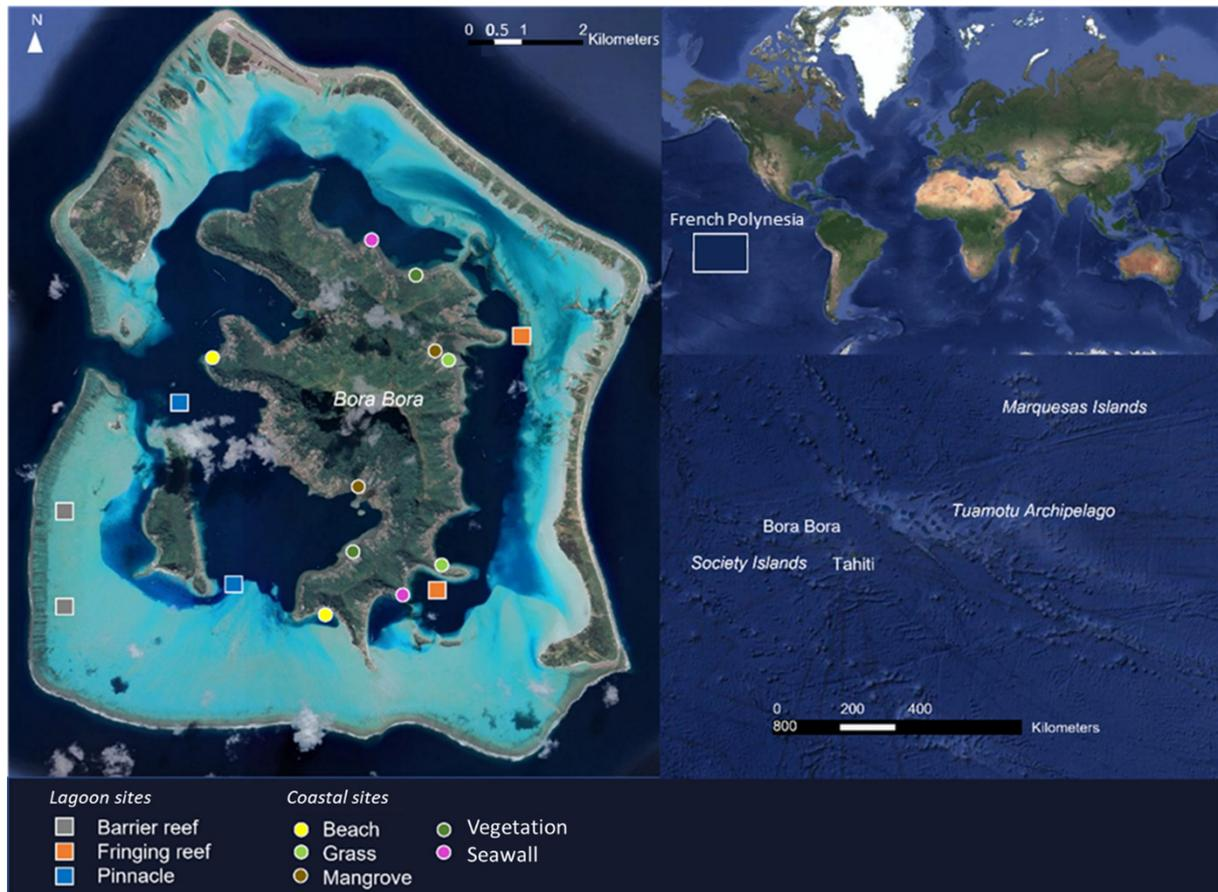 N
0 0.5 1 2
Kilometers
Bora Bora
French Polynesia
Marquesas Islands
Tuamotu Archipelago
Bora Bora
Society Islands Tahiti
0 200 400
800 Kilometers
Lagoon sites
Barrier reef
Fringing reef
Pinnacle
Coastal sites
Beach
Grass
Mangrove
Vegetation
Seawall